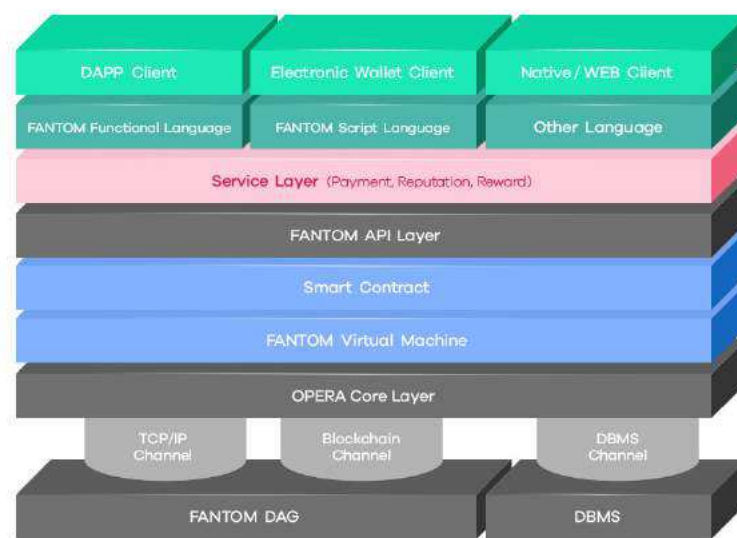 DAPP Client
Electronic Wallet Client
Native / WEB Client
FANTOM Functional Language
FANTOM Script Language
Other Language
Service Layer (Payment, Reputation, Reward)
FANTOM API Layer
Smart Contract
FANTOM Virtual Machine
OPERA Core Layer
TCP/IP
Channel
Blockchain
Channel
DBMS
Channel
FANTOM DAG
DBMS